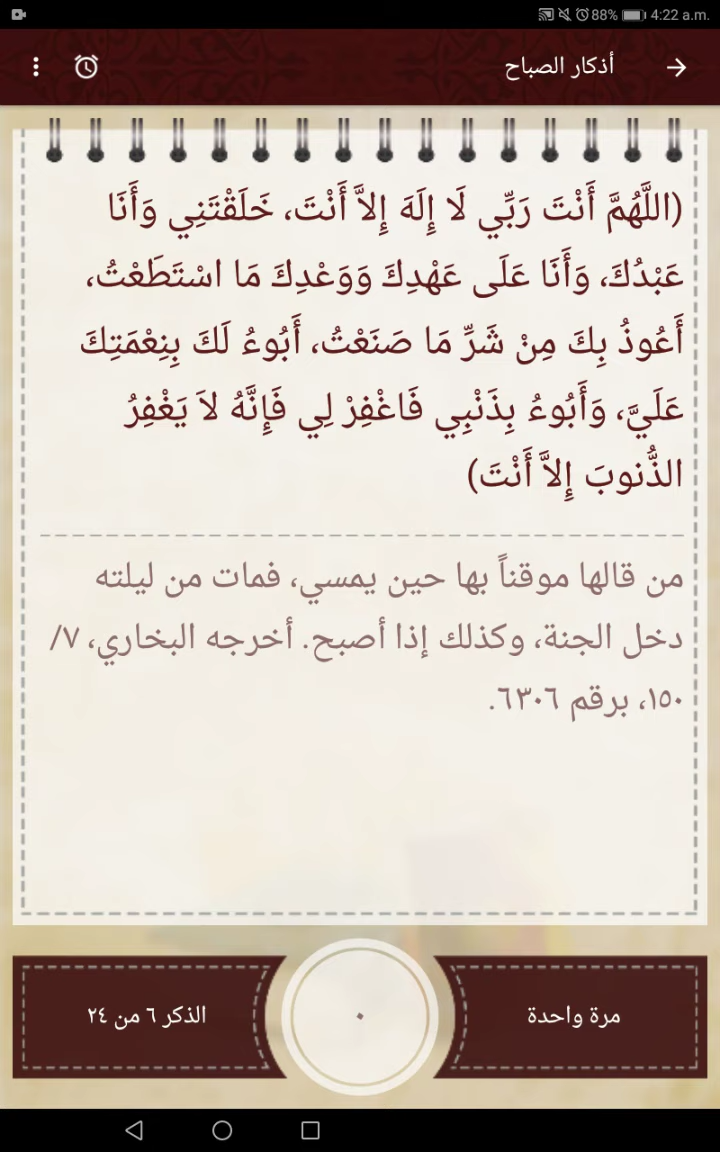 88% 4:22 a.m.
أذكار الصباح
(اللَّهُمَّ أَنْتَ رَبِّي لَا إِلَهَ إِلاَّ أَنْتَ، خَلَقْتَنِي وَأَنَا
عَبْدُكَ، وَأَنَا عَلَى عَهْدِكَ وَوَعْدِكَ مَا اسْتَطَعْتُ،
أَعُوذُ بِكَ مِنْ شَرِّ مَا صَنَعْتُ، أَبُوءُ لَكَ بِنِعْمَتِكَ
عَلَيَّ، وَأَبُوءُ بِذَنْبِي فَاغْفِرْ لِي فَإِنَّهُ لاَ يَغْفِرُ
الذُّنوبَ إِلاَّ أَنْتَ)
من قالها موقناً بها حين يمسي، فمات من ليلته
دخل الجنة، وكذلك إذا أصبح. أخرجه البخاري، ٧/
١٥٠، برقم ٦٣٠٦.
مرة واحدة
٠
الذكر ٦ من ٢٤